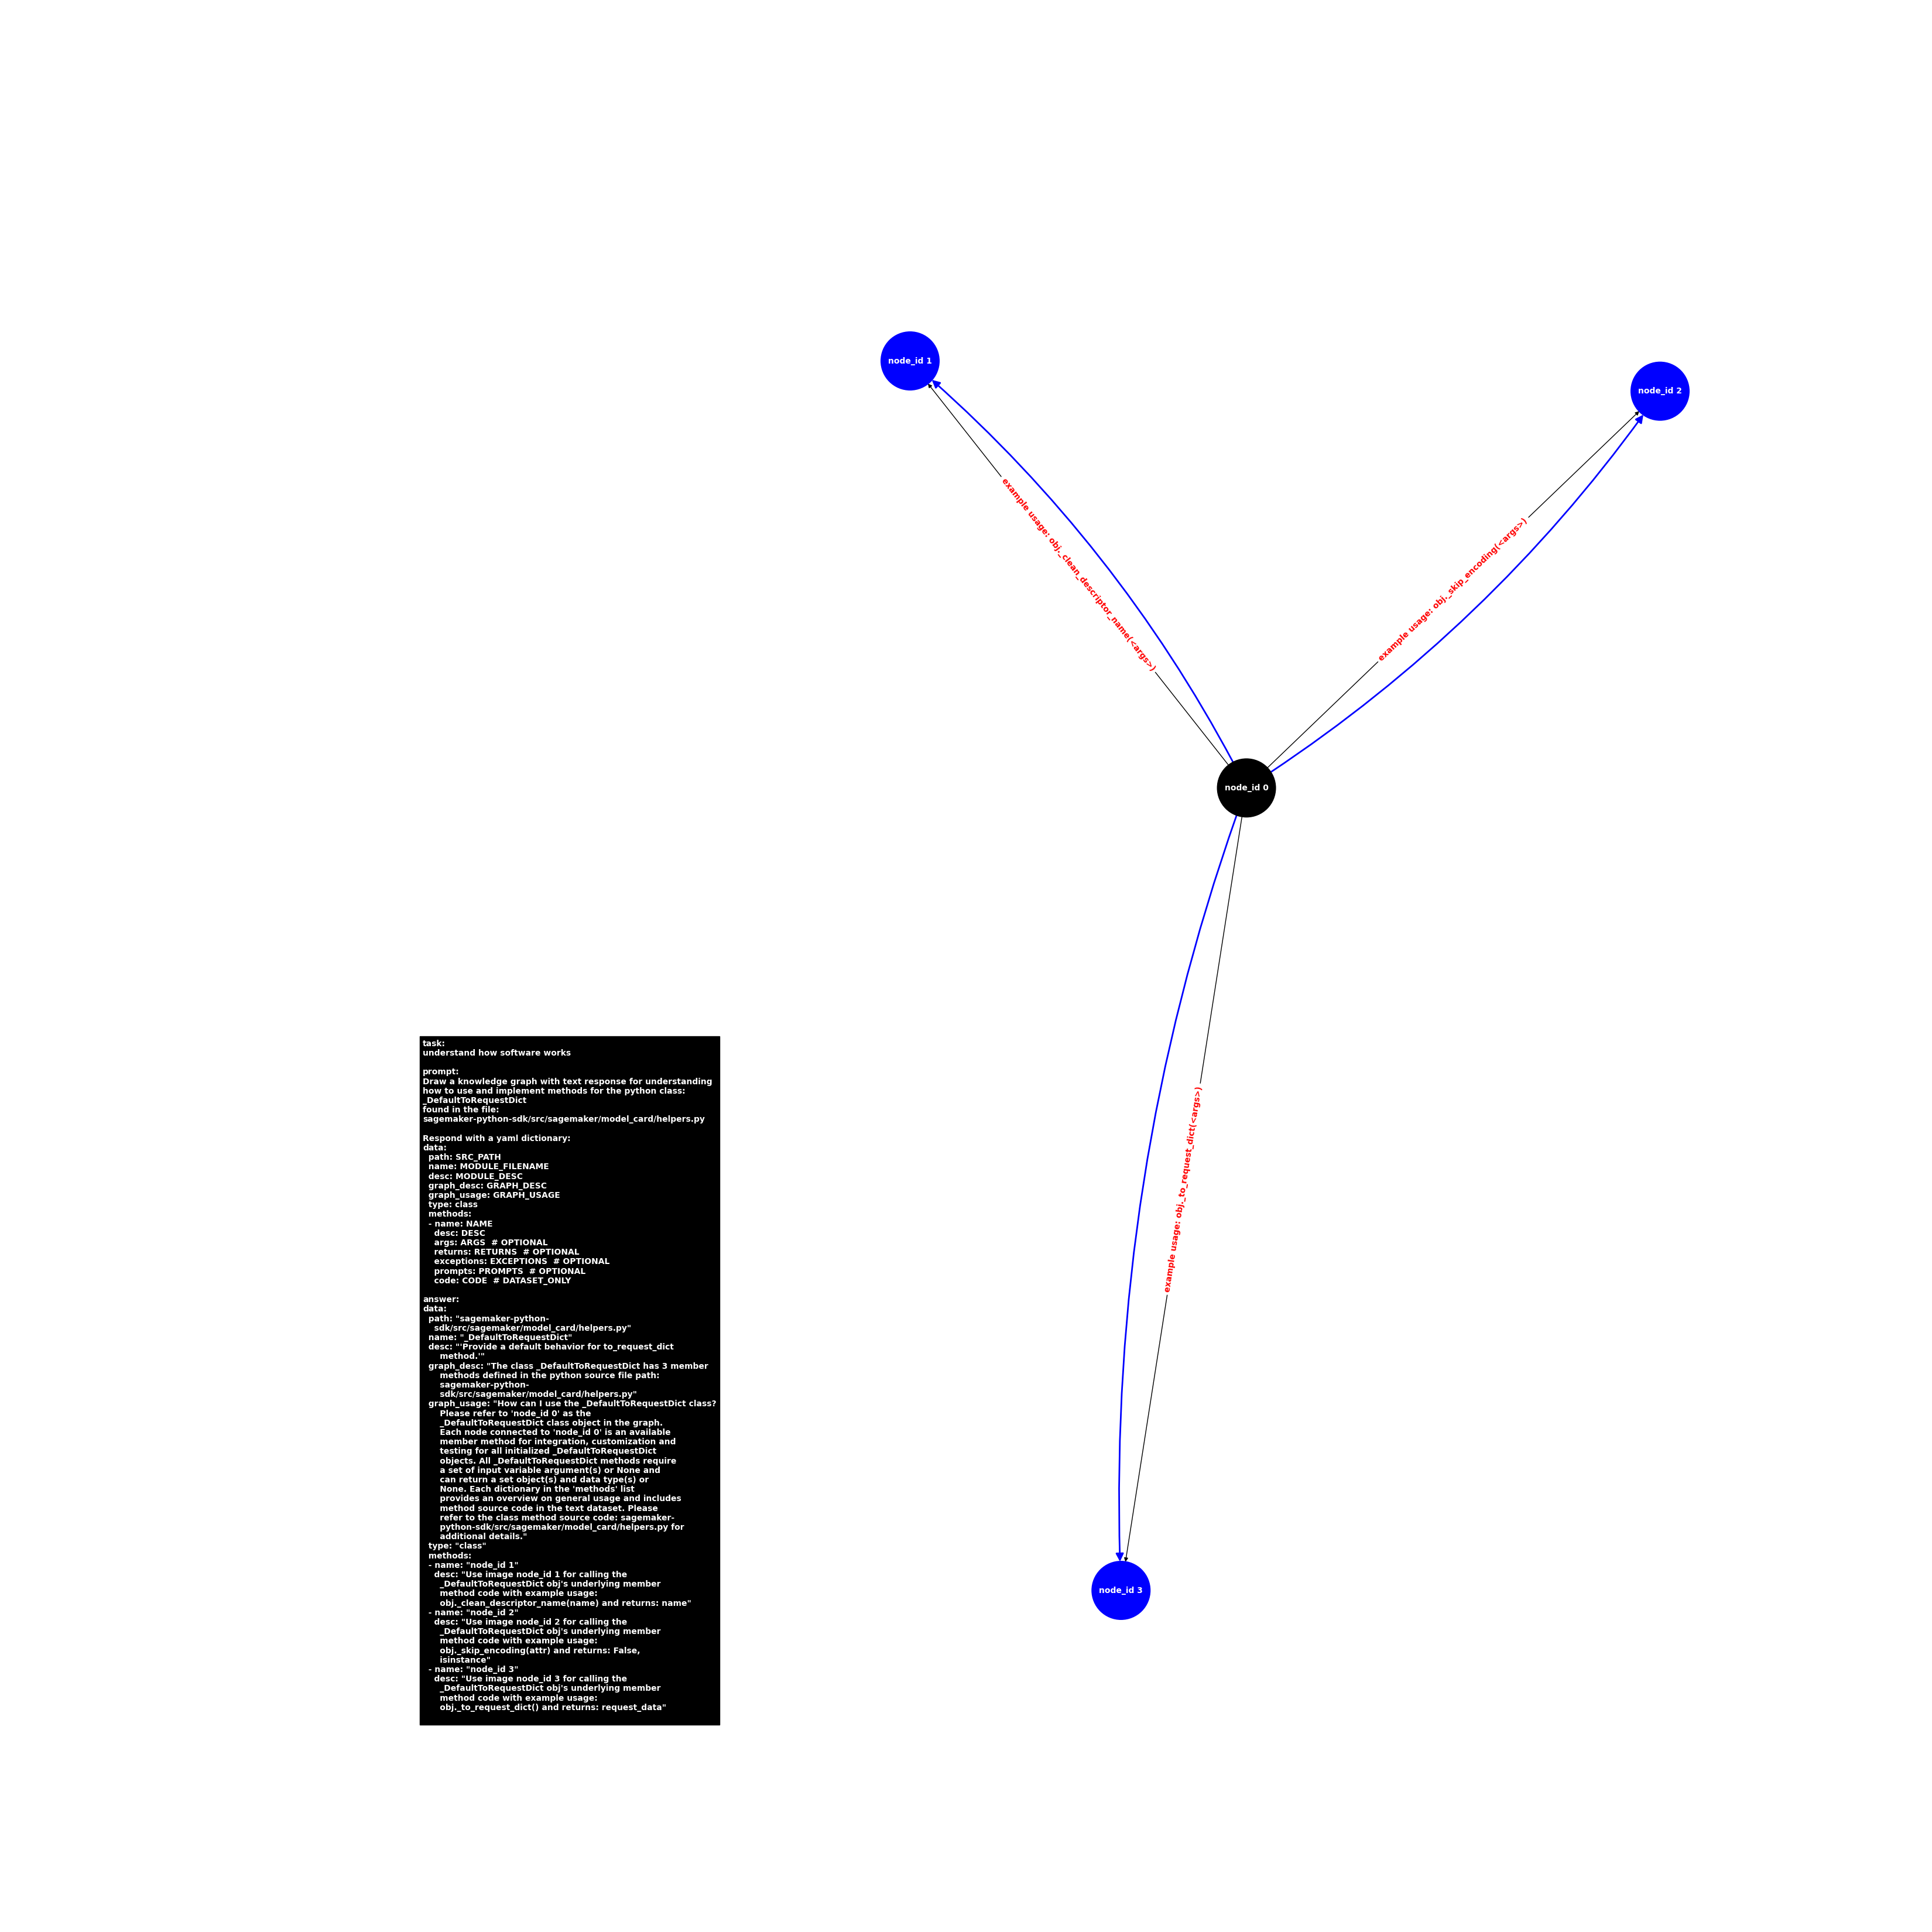 node_id 1
node_id 2
example usage: obj._clean_descriptor_name(<args>)
example usage: obj._skip_encoding(<args>)
node_id 0
example usage: obj._to_request_dict(<args>)
node_id 3
task:
understand how software works

prompt:
Draw a knowledge graph with text response for understanding
how to use and implement methods for the python class:
_DefaultToRequestDict
found in the file:
sagemaker-python-sdk/src/sagemaker/model_card/helpers.py

Respond with a yaml dictionary:
data:
  path: SRC_PATH
  name: MODULE_FILENAME
  desc: MODULE_DESC
  graph_desc: GRAPH_DESC
  graph_usage: GRAPH_USAGE
  type: class
  methods:
  - name: NAME
    desc: DESC
    args: ARGS  # OPTIONAL
    returns: RETURNS  # OPTIONAL
    exceptions: EXCEPTIONS  # OPTIONAL
    prompts: PROMPTS  # OPTIONAL
    code: CODE  # DATASET_ONLY

answer:
data:
  path: "sagemaker-python-
    sdk/src/sagemaker/model_card/helpers.py"
  name: "_DefaultToRequestDict"
  desc: "'Provide a default behavior for to_request_dict
      method.'"
  graph_desc: "The class _DefaultToRequestDict has 3 member
      methods defined in the python source file path:
      sagemaker-python-
      sdk/src/sagemaker/model_card/helpers.py"
  graph_usage: "How can I use the _DefaultToRequestDict class?
      Please refer to 'node_id 0' as the
      _DefaultToRequestDict class object in the graph.
      Each node connected to 'node_id 0' is an available
      member method for integration, customization and
      testing for all initialized _DefaultToRequestDict
      objects. All _DefaultToRequestDict methods require
      a set of input variable argument(s) or None and
      can return a set object(s) and data type(s) or
      None. Each dictionary in the 'methods' list
      provides an overview on general usage and includes
      method source code in the text dataset. Please
      refer to the class method source code: sagemaker-
      python-sdk/src/sagemaker/model_card/helpers.py for
      additional details."
  type: "class"
  methods:
  - name: "node_id 1"
    desc: "Use image node_id 1 for calling the
      _DefaultToRequestDict obj's underlying member
      method code with example usage:
      obj._clean_descriptor_name(name) and returns: name"
  - name: "node_id 2"
    desc: "Use image node_id 2 for calling the
      _DefaultToRequestDict obj's underlying member
      method code with example usage:
      obj._skip_encoding(attr) and returns: False,
      isinstance"
  - name: "node_id 3"
    desc: "Use image node_id 3 for calling the
      _DefaultToRequestDict obj's underlying member
      method code with example usage:
      obj._to_request_dict() and returns: request_data"